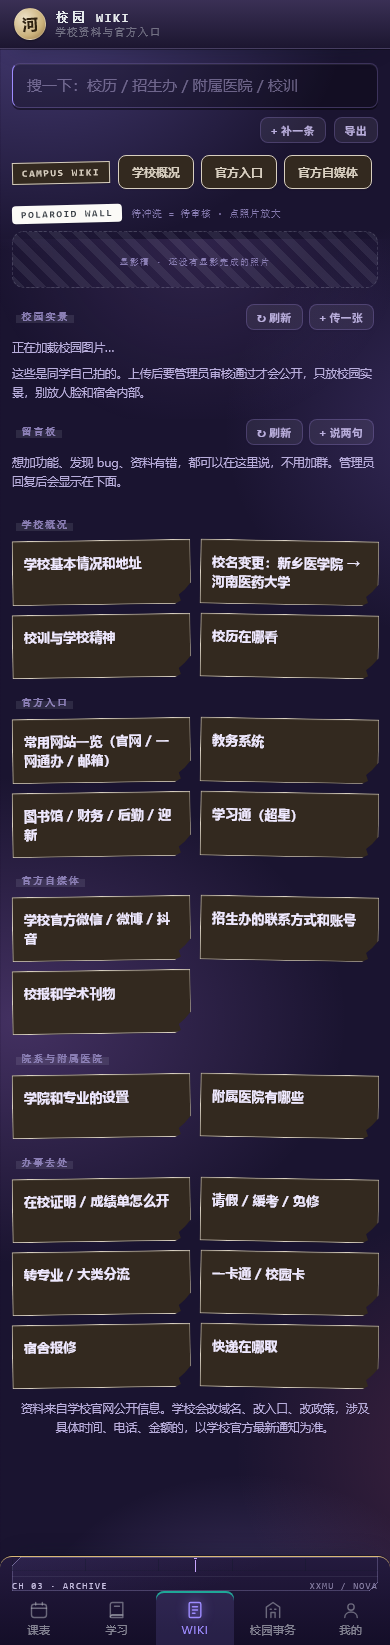 河
校园 WIKI
学校资料与官方入口
搜一下：校历 / 招生办 / 附属医院 / 校训
+ 补一条
导出
CAMPUS WIKI
学校概况
官方入口
官方自媒体
POLAROID WALL
待冲洗 = 待审核 · 点照片放大
显影槽 · 还没有显影完成的照片
校园实景
↻ 刷新
+ 传一张
正在加载校园图片…
这些是同学自己拍的。上传后要管理员审核通过才会公开，只放校园实
景，别放人脸和宿舍内部。
留言板
↻ 刷新
+ 说两句
想加功能、发现 bug、资料有错，都可以在这里说，不用加群。管理员
回复后会显示在下面。
学校概况
学校基本情况和地址
校名变更：新乡医学院 →
河南医药大学
校训与学校精神
校历在哪看
官方入口
常用网站一览（官网 / 一
网通办 / 邮箱）
教务系统
图书馆 / 财务 / 后勤 / 迎
新
学习通（超星）
官方自媒体
学校官方微信 / 微博 / 抖
音
招生办的联系方式和账号
校报和学术刊物
院系与附属医院
学院和专业的设置
附属医院有哪些
办事去处
在校证明 / 成绩单怎么开
请假 / 缓考 / 免修
转专业 / 大类分流
一卡通 / 校园卡
宿舍报修
快递在哪取
资料来自学校官网公开信息。学校会改域名、改入口、改政策，涉及
具体时间、电话、金额的，以学校官方最新通知为准。
CH 03 · ARCHIVE
XXMU / NOVA
课表
学习
WIKI
校园事务
我的